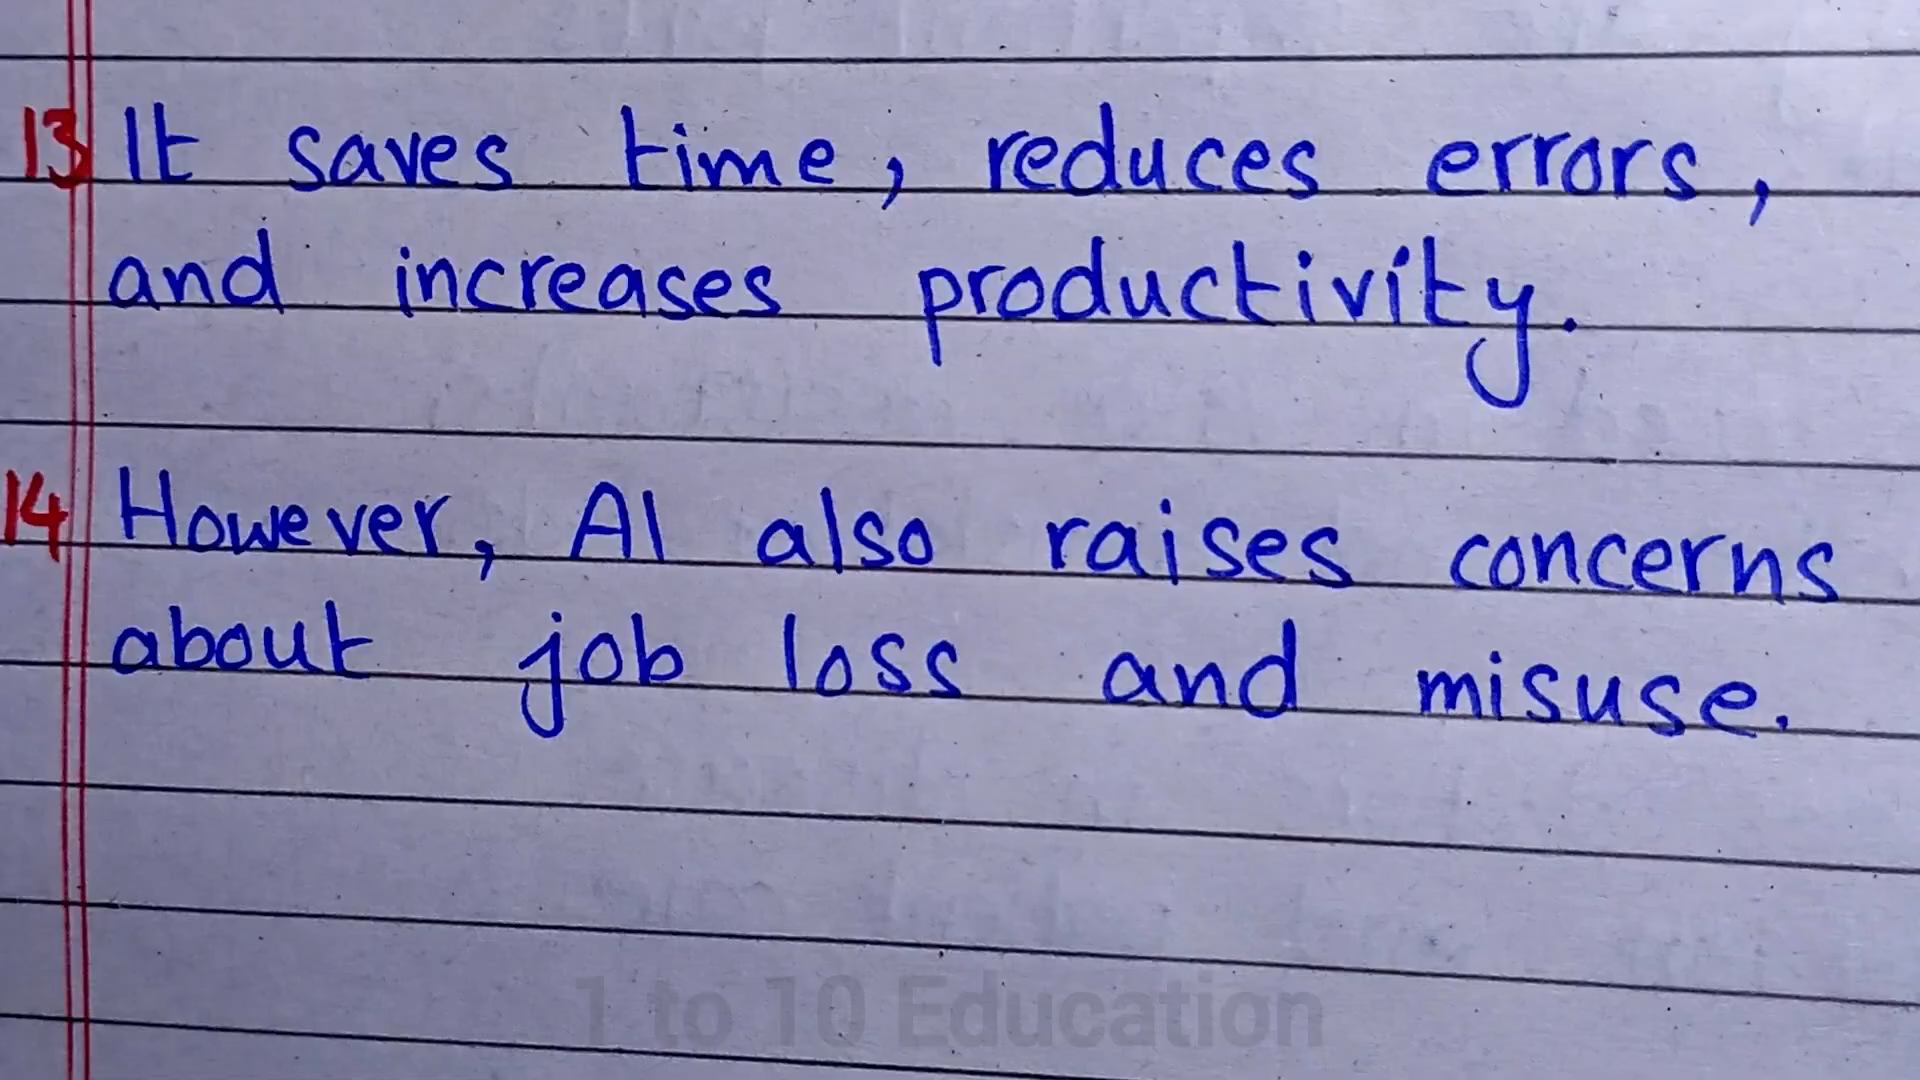 13 It saves time, reduces errors,
and increases productivity.
14 However, AI also raises concerns
about job loss and misuse.
1 to 10 Education